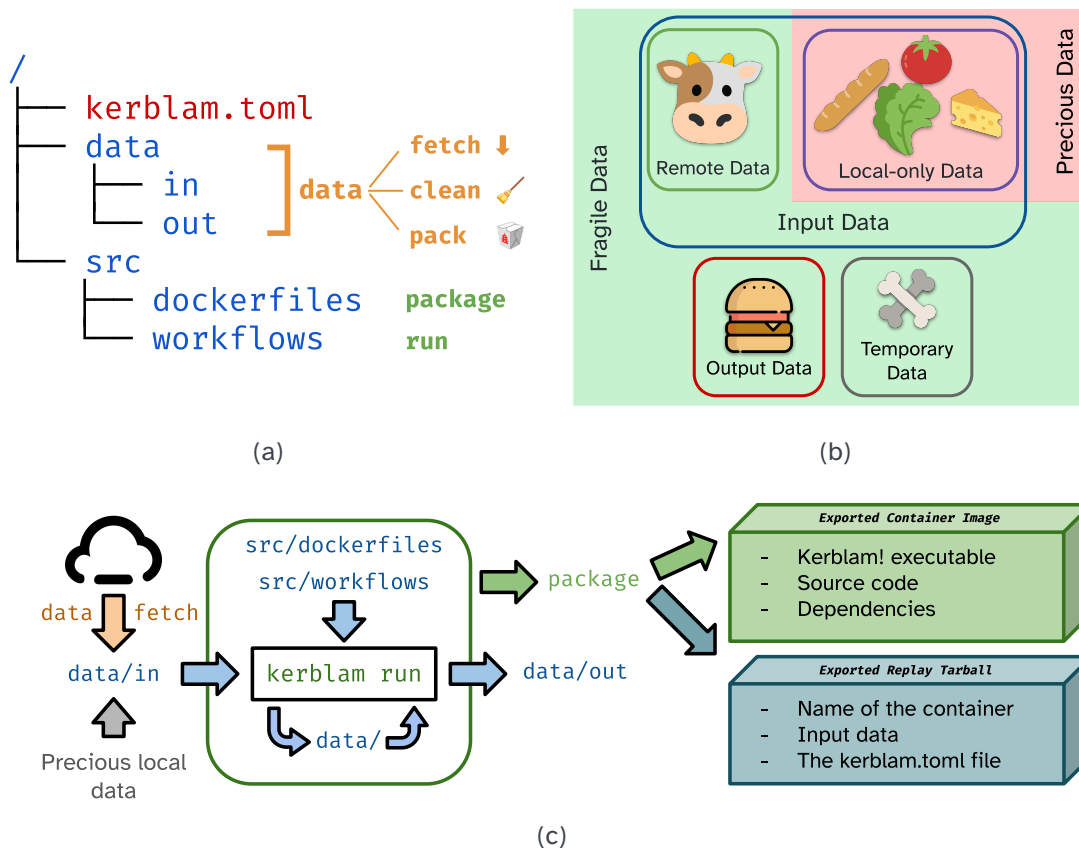 /
kerblam.toml
data
in
out
data
fetch
clean
pack
src
dockerfiles package
workflows run
(a)
Fragile Data
Precious Data
Remote Data
Local-only Data
Input Data
Output Data
Temporary
Data
(b)
data fetch
data/in
Precious local
data
src/dockerfiles
src/workflows
kerblam run
data/
package
data/out
Exported Container Image
- Kerblam! executable
- Source code
- Dependencies
Exported Replay Tarball
- Name of the container
- Input data
- The kerblam.toml file
(c)